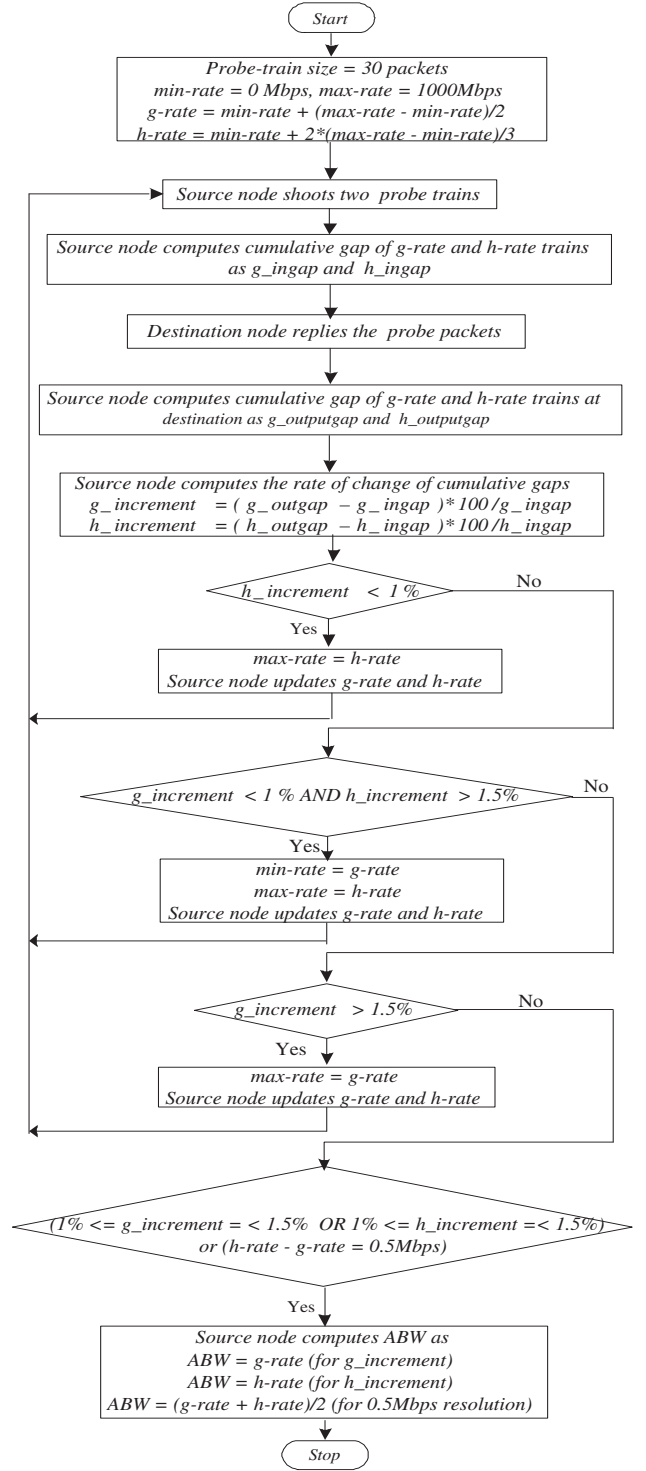 Start
Probe-train size = 30 packets
min-rate = 0 Mbps, max-rate = 1000Mbps
g-rate = min-rate + (max-rate - min-rate)/2
h-rate = min-rate + 2*(max-rate - min-rate)/3
Source node shoots two probe trains
Source node computes cumulative gap of g-rate and h-rate trains
as g_ingap and h_ingap
Destination node replies the probe packets
Source node computes cumulative gap of g-rate and h-rate trains at
destination as g_outputgap and h_outputgap
Source node computes the rate of change of cumulative gaps
g_increment = ( g_outgap – g_ingap )*100/g_ingap
h_increment = ( h_outgap – h_ingap )*100/h_ingap
h_increment < 1%
No
Yes
max-rate = h-rate
Source node updates g-rate and h-rate
g_increment < 1 % AND h_increment > 1.5%
No
Yes
min-rate = g-rate
max-rate = h-rate
Source node updates g-rate and h-rate
g_increment > 1.5%
No
Yes
max-rate = g-rate
Source node updates g-rate and h-rate
(1% <= g_increment = < 1.5% OR 1% <= h_increment =< 1.5%)
or (h-rate - g-rate = 0.5Mbps)
Yes
Source node computes ABW as
ABW = g-rate (for g_increment)
ABW = h-rate (for h_increment)
ABW = (g-rate + h-rate)/2 (for 0.5Mbps resolution)
Stop